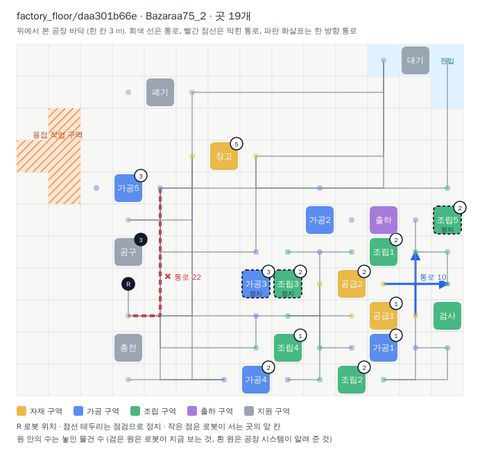 factory_floor/daa301b66e · Bazaraa75_2 · 곳 19개
위에서 본 공장 바닥 (한 칸 3 m). 회색 선은 통로, 빨간 점선은 막힌 통로, 파란 화살표는 한 방향 통로
대기
폐기
용접 작업 구역
5
창고
3
가공5
2
가공2
출하
조립5
정지
3
공구
2
조립1
✖ 통로 22
3
2
2
통로 10
R
가공3
정지
조립3
정지
공급2
1
공급1
검사
1
1
충전
조립4
가공1
2
2
가공4
조립2
자재 구역
가공 구역
조립 구역
출하 구역
지원 구역
R 로봇 위치 · 점선 테두리는 점검으로 정지 · 작은 점은 로봇이 서는 곳의 앞 칸
원 안의 수는 놓인 물건 수 (검은 원은 로봇이 지금 보는 것, 흰 원은 공장 시스템이 알려 준 것)